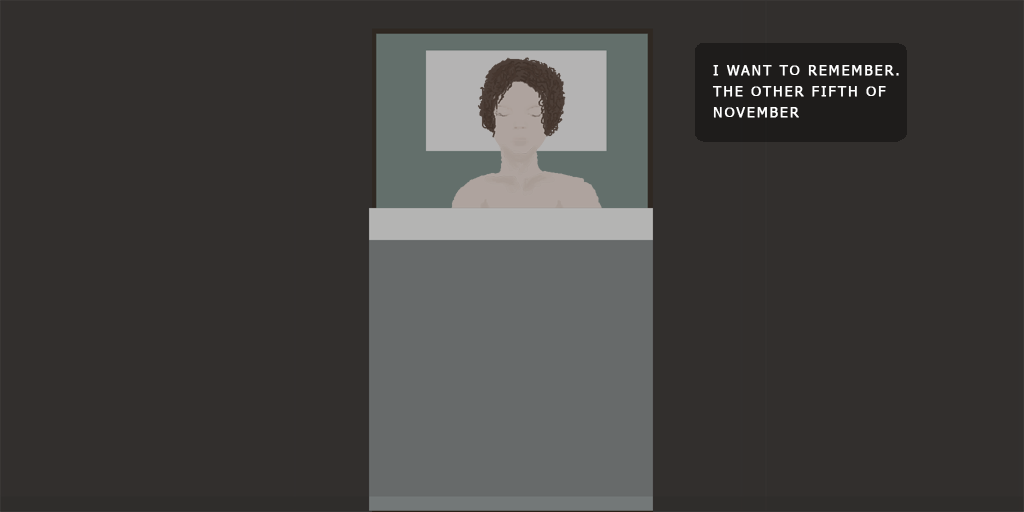 I WANT TO REMEMBER.
THE OTHER FIFTH OF
NOVEMBER